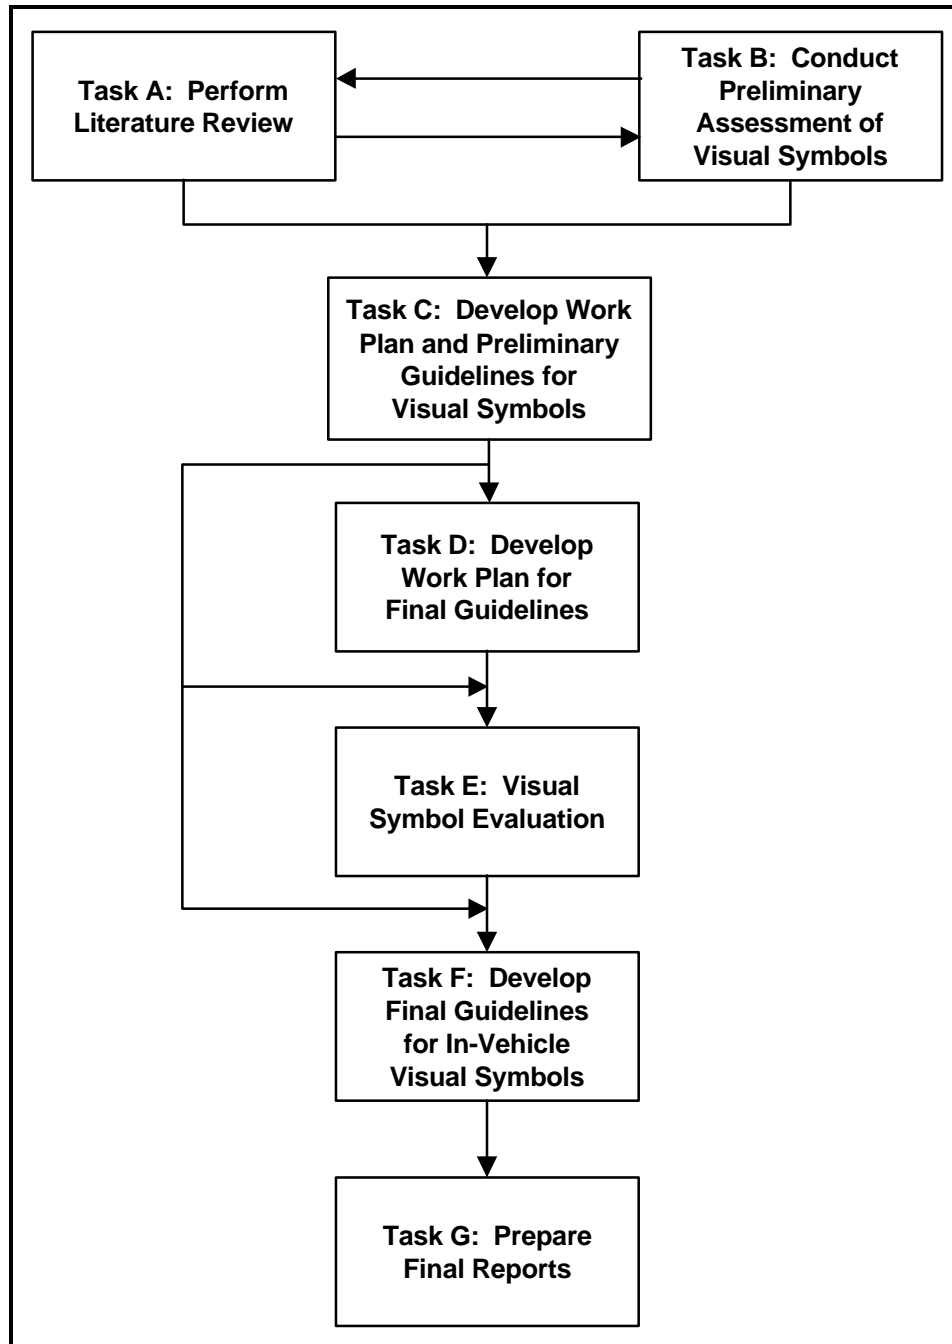 Task A:  Perform
Literature Review
Task B:  Conduct
Preliminary
Assessment of
Visual Symbols
Task C:  Develop Work
Plan and Preliminary
Guidelines for
Visual Symbols
Task D:  Develop
Work Plan for
Final Guidelines
Task E:  Visual
Symbol Evaluation
Task F:  Develop
Final Guidelines
for In-Vehicle
Visual Symbols
Task G:  Prepare
Final Reports